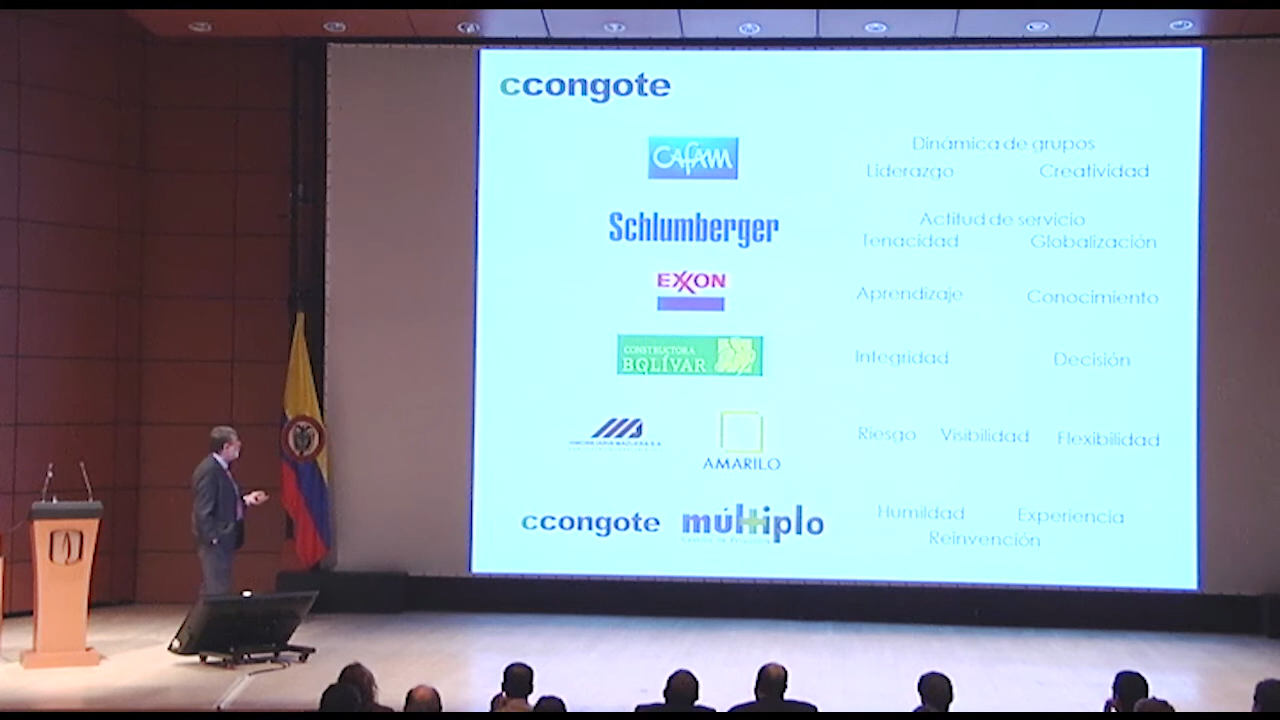 ccongote
CAFAM
Dinámica de grupos
Liderazgo Creatividad
Schlumberger
Actitud de servicio
Tenacidad Globalización
EXXON
Aprendizaje Conocimiento
CONSTRUCTORA
BOLÍVAR
Integridad Decisión
AMARILO
Riesgo Visibilidad Flexibilidad
ccongote múltiplo
Humildad Experiencia
Reinvención